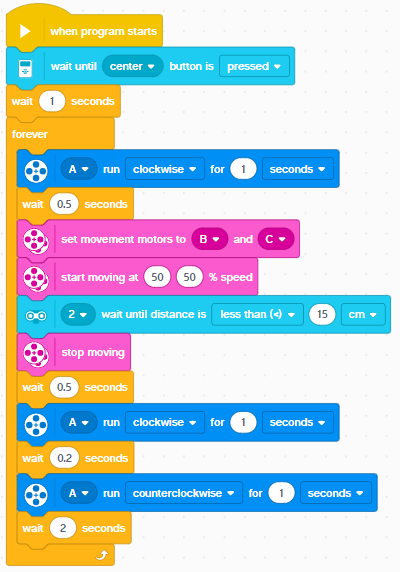 when program starts
wait until center button is pressed
wait 1 seconds
forever
A run clockwise for 1 seconds
wait 0.5 seconds
set movement motors to B and C
start moving at 50 50 % speed
2 wait until distance is less than (<) 15 cm
stop moving
wait 0.5 seconds
A run clockwise for 1 seconds
wait 0.2 seconds
A run counterclockwise for 1 seconds
wait 2 seconds